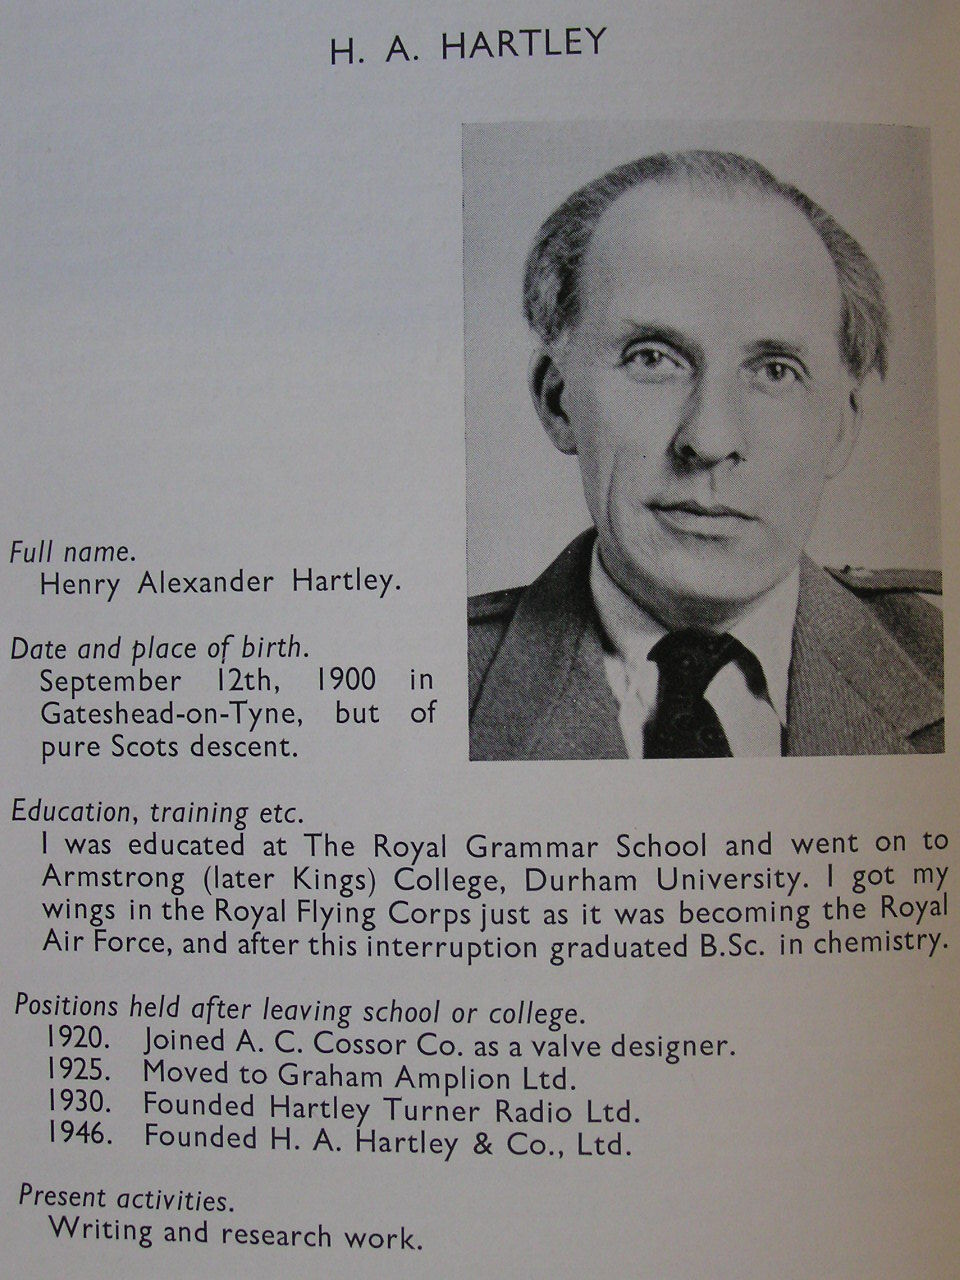 H. A. HARTLEY
Full name.
Henry Alexander Hartley.
Date and place of birth.
September 12th, 1900 in
Gateshead-on-Tyne, but of
pure Scots descent.
Education, training etc.
I was educated at The Royal Grammar School and went on to
Armstrong (later Kings) College, Durham University. I got my
wings in the Royal Flying Corps just as it was becoming the Royal
Air Force, and after this interruption graduated B.Sc. in chemistry.
Positions held after leaving school or college.
1920. Joined A. C. Cossor Co. as a valve designer.
1925. Moved to Graham Amplion Ltd.
1930. Founded Hartley Turner Radio Ltd.
1946. Founded H. A. Hartley & Co., Ltd.
Present activities.
Writing and research work.